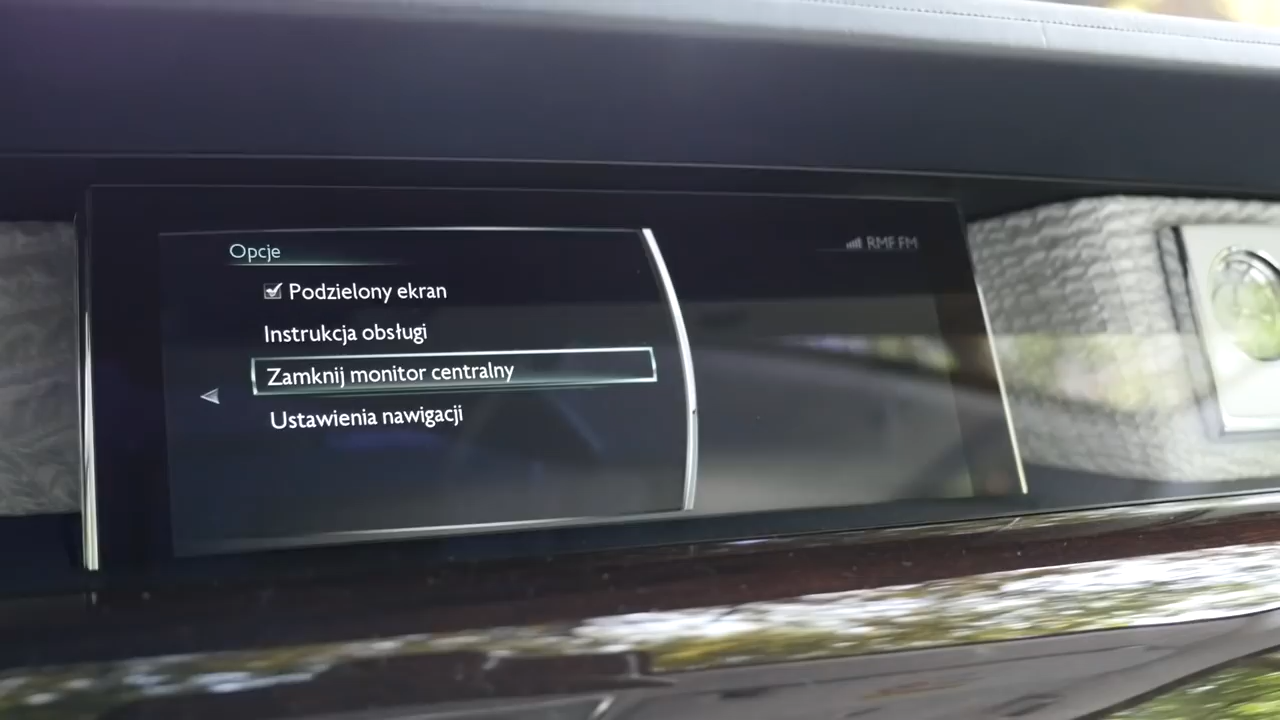 Opcje
RMF FM
Podzielony ekran
Instrukcja obsługi
Zamknij monitor centralny
Ustawienia nawigacji